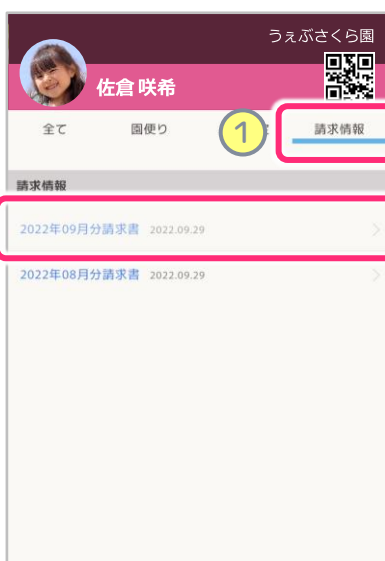 うぇぶさくら園
佐倉 咲希
全て 園便り 1 請求情報
請求情報
2022年09月分請求書 2022.09.29
2022年08月分請求書 2022.09.29